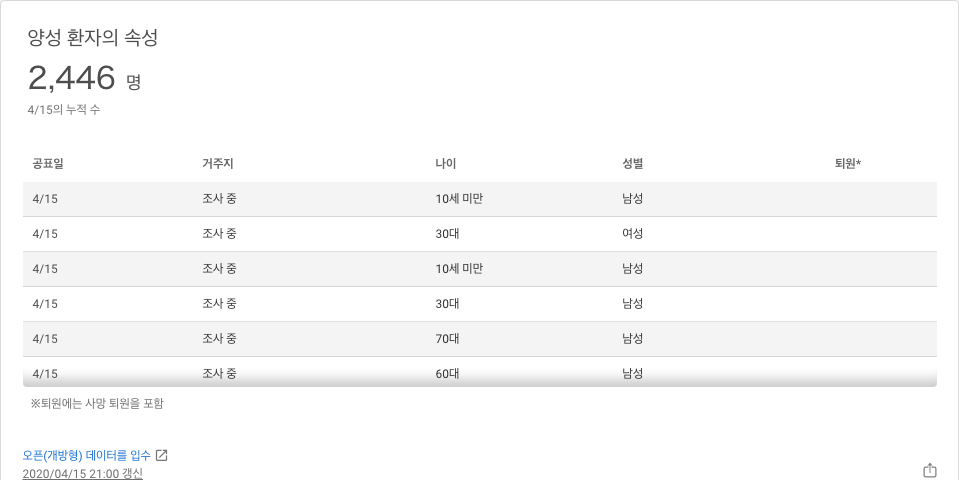 양성 환자의 속성
2,446 명
4/15의 누적 수
공표일 거주지 나이 성별 퇴원*
4/15 조사 중 10세 미만 남성
4/15 조사 중 30대 여성
4/15 조사 중 10세 미만 남성
4/15 조사 중 30대 남성
4/15 조사 중 70대 남성
4/15 조사 중 60대 남성
※퇴원에는 사망 퇴원을 포함
오픈(개방형) 데이터를 입수
2020/04/15 21:00 갱신